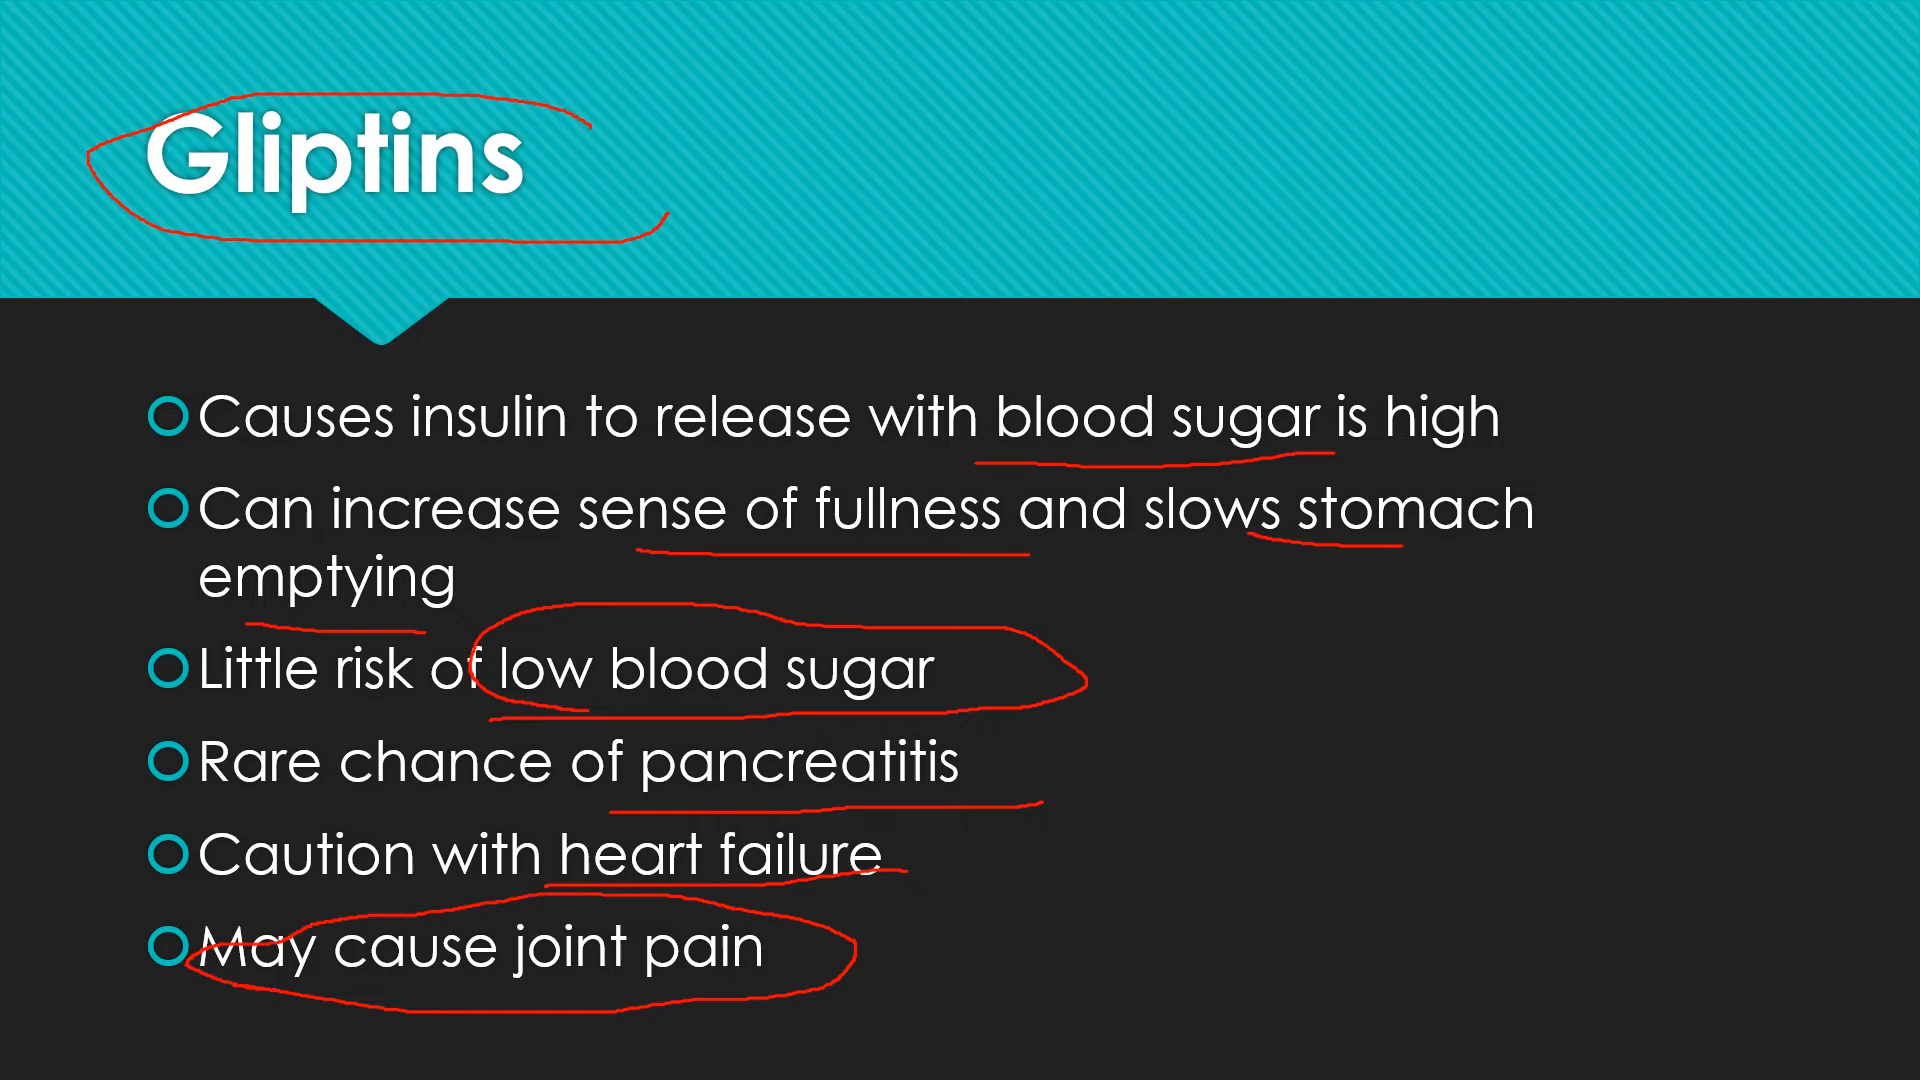 Gliptins
Causes insulin to release with blood sugar is high
Can increase sense of fullness and slows stomach
emptying
Little risk of low blood sugar
Rare chance of pancreatitis
Caution with heart failure
May cause joint pain